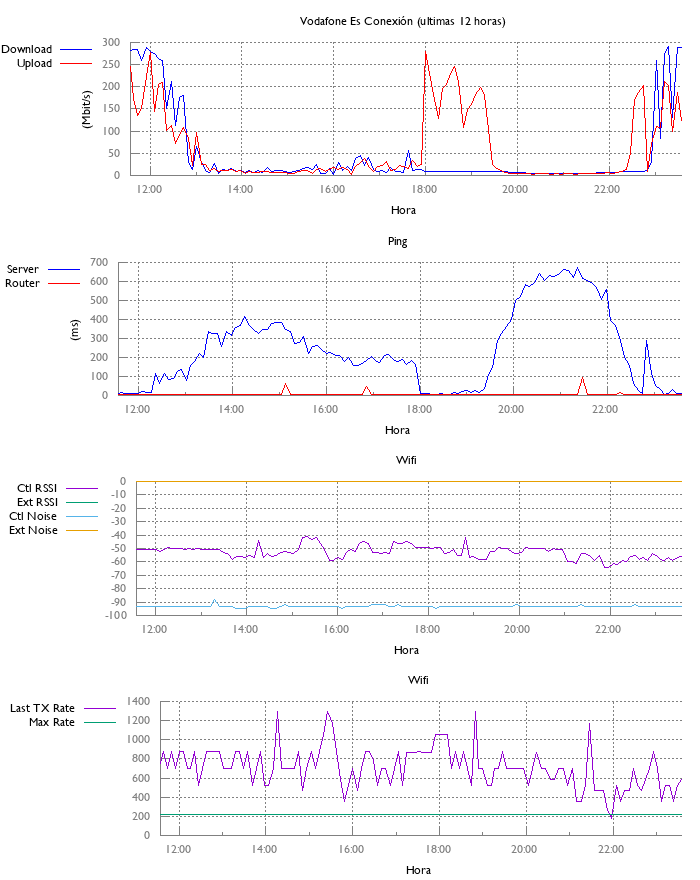 Vodafone Es Conexión (ultimas 12 horas)
Download
Upload
(Mbit/s)
300
250
200
150
100
50
0
12:00 14:00 16:00 18:00 20:00 22:00
Hora
Ping
Server
Router
(ms)
700
600
500
400
300
200
100
0
12:00 14:00 16:00 18:00 20:00 22:00
Hora
Wifi
Ctl RSSI
Ext RSSI
Ctl Noise
Ext Noise
0
-10
-20
-30
-40
-50
-60
-70
-80
-90
-100
12:00 14:00 16:00 18:00 20:00 22:00
Hora
Wifi
Last TX Rate
Max Rate
1400
1200
1000
800
600
400
200
0
12:00 14:00 16:00 18:00 20:00 22:00
Hora